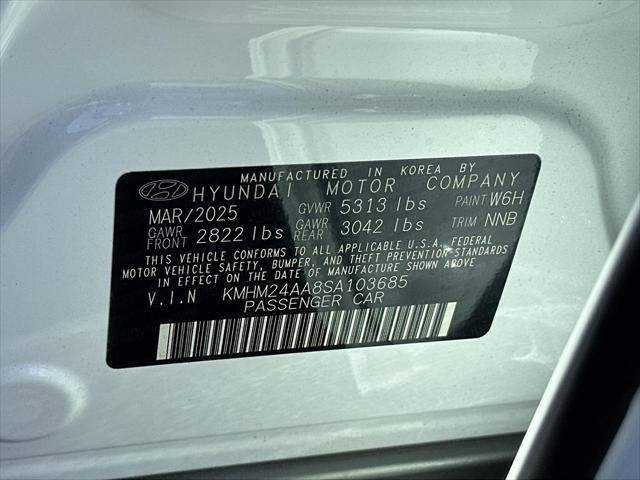 MANUFACTURED IN KOREA BY
HYUNDAI MOTOR COMPANY
MAR/2025 GVWR 5313 lbs PAINT W6H
GAWR FRONT 2822 lbs GAWR REAR 3042 lbs TRIM NNB
THIS VEHICLE CONFORMS TO ALL APPLICABLE U.S.A. FEDERAL
MOTOR VEHICLE SAFETY, BUMPER, AND THEFT PREVENTION STANDARDS
IN EFFECT ON THE DATE OF MANUFACTURE SHOWN ABOVE.
V.I.N KMHM24AA8SA103685
PASSENGER CAR